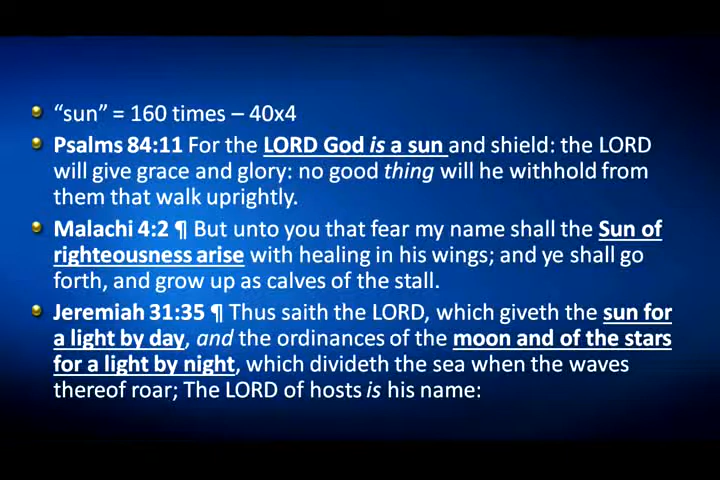 “sun” = 160 times – 40x4
Psalms 84:11 For the LORD God is a sun and shield: the LORD
will give grace and glory: no good thing will he withhold from
them that walk uprightly.
Malachi 4:2 ¶ But unto you that fear my name shall the Sun of
righteousness arise with healing in his wings; and ye shall go
forth, and grow up as calves of the stall.
Jeremiah 31:35 ¶ Thus saith the LORD, which giveth the sun for
a light by day, and the ordinances of the moon and of the stars
for a light by night, which divideth the sea when the waves
thereof roar; The LORD of hosts is his name: